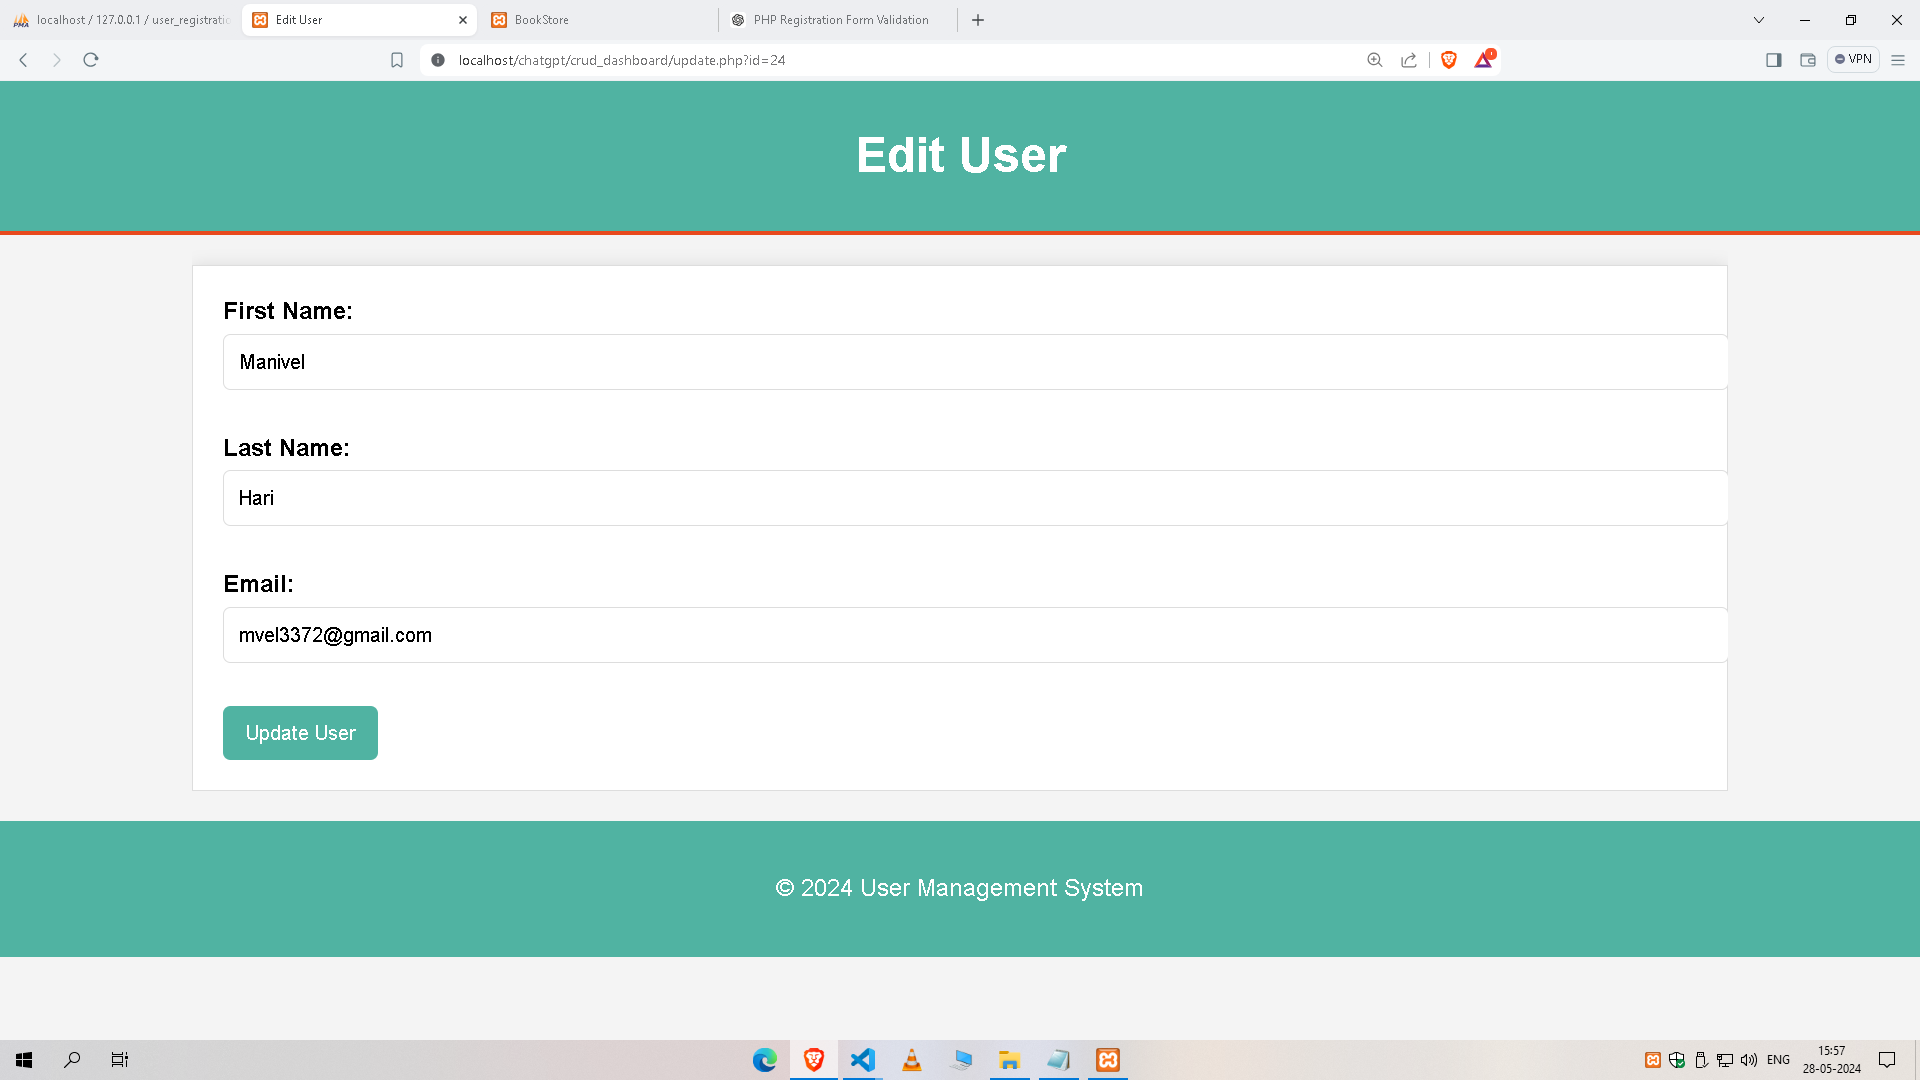 localhost / 127.0.0.1 / user_registratio
Edit User
BookStore
PHP Registration Form Validation
localhost/chatgpt/crud_dashboard/update.php?id=24
VPN
Edit User
First Name:
Manivel
Last Name:
Hari
Email:
mvel3372@gmail.com
Update User
© 2024 User Management System
ENG
15:57
28-05-2024